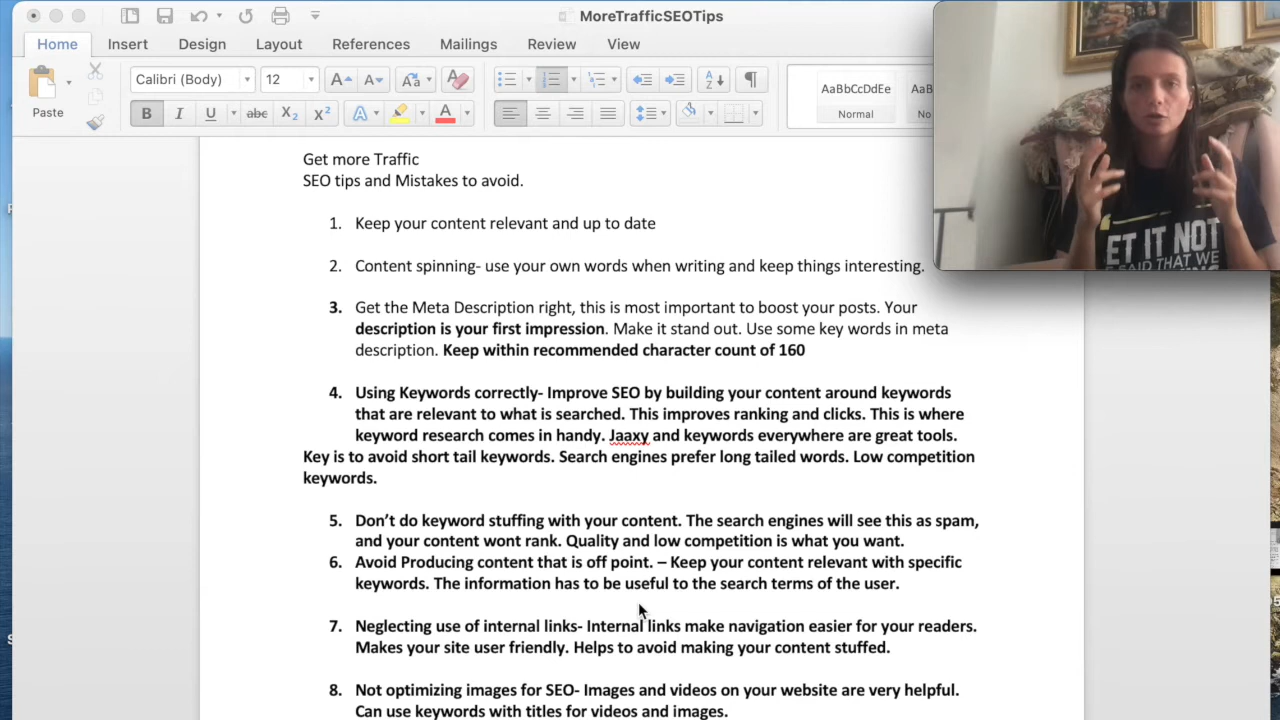 MoreTrafficSEOTips
Home Insert Design Layout References Mailings Review View
Calibri (Body) 12
AaBbCcDdEe
Paste
Normal
Get more Traffic
SEO tips and Mistakes to avoid.
1. Keep your content relevant and up to date
2. Content spinning- use your own words when writing and keep things interesting.
3. Get the Meta Description right, this is most important to boost your posts. Your
description is your first impression. Make it stand out. Use some key words in meta
description. Keep within recommended character count of 160
4. Using Keywords correctly- Improve SEO by building your content around keywords
that are relevant to what is searched. This improves ranking and clicks. This is where
keyword research comes in handy. Jaaxy and keywords everywhere are great tools.
Key is to avoid short tail keywords. Search engines prefer long tailed words. Low competition
keywords.
5. Don’t do keyword stuffing with your content. The search engines will see this as spam,
and your content wont rank. Quality and low competition is what you want.
6. Avoid Producing content that is off point. – Keep your content relevant with specific
keywords. The information has to be useful to the search terms of the user.
7. Neglecting use of internal links- Internal links make navigation easier for your readers.
Makes your site user friendly. Helps to avoid making your content stuffed.
8. Not optimizing images for SEO- Images and videos on your website are very helpful.
Can use keywords with titles for videos and images.
ET IT NOT
SAID THAT WE